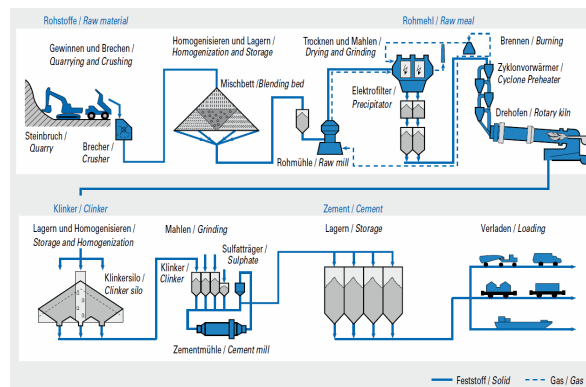 Rohstoffe / Raw material
Rohmehl / Raw meal
Gewinnen und Brechen /
Quarrying and Crushing
Homogenisieren und Lagern /
Homogenization and Storage
Trocknen und Mahlen /
Drying and Grinding
Brennen / Burning
Mischbett /Blending bed
Zyklonvorwärmer /
Cyclone Preheater
Elektrofilter /
Precipitator
Drehofen / Rotary kiln
Steinbruch /
Quarry
Brecher /
Crusher
Rohmühle / Raw mill
Klinker / Clinker
Zement / Cement
Lagern und Homogenisieren /
Storage and Homogenization
Mahlen / Grinding
Lagern / Storage
Verladen / Loading
Sulfatträger /
Sulphate
Klinkersilo /
Clinker silo
Klinker /
Clinker
Zementmühle / Cement mill
Feststoff / Solid
Gas / Gas